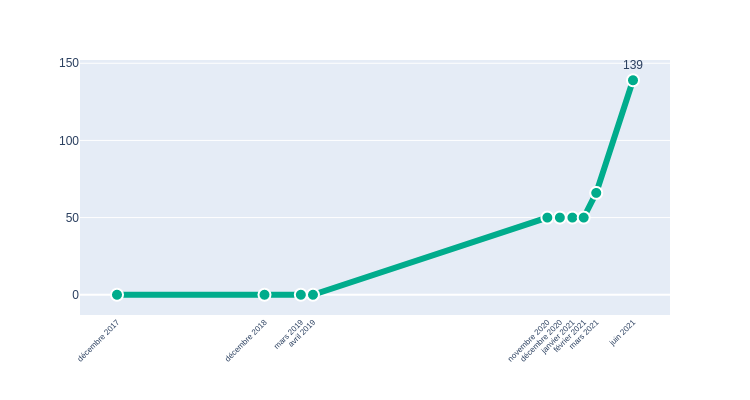 150
139
100
50
0
décembre 2017
décembre 2018
mars 2019
avril 2019
novembre 2020
décembre 2020
janvier 2021
février 2021
mars 2021
juin 2021